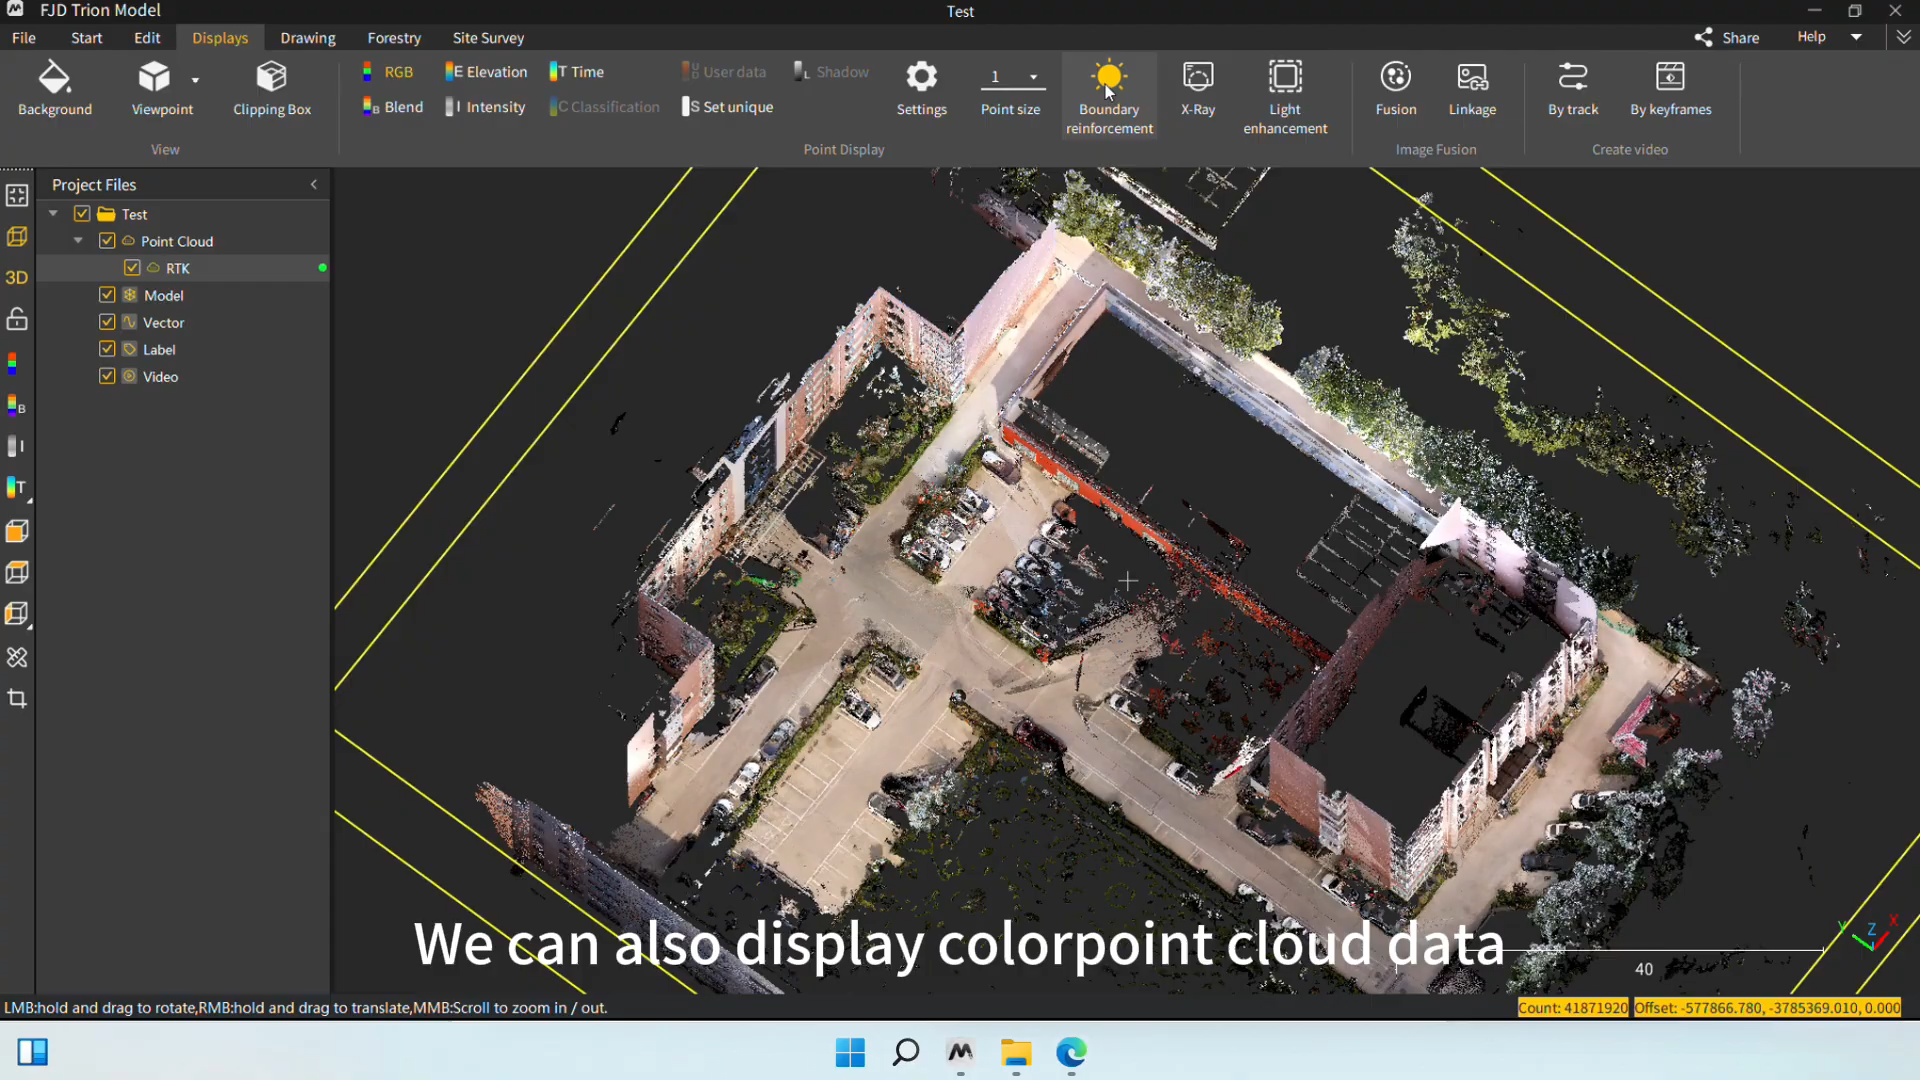 FJD Trion Model
Test
File Start Edit Displays Drawing Forestry Site Survey Share Help
Background Viewpoint Clipping Box
View
RGB E Elevation T Time U User data L Shadow
B Blend I Intensity C Classification S Set unique
Settings
1
Point size
Boundary reinforcement
X-Ray
Light enhancement
Point Display
Fusion Linkage
Image Fusion
By track By keyframes
Create video
Project Files
Test
Point Cloud
RTK
Model
Vector
Label
Video
3D
B
I
T
We can also display colorpoint cloud data
Y Z X
40
LMB:hold and drag to rotate,RMB:hold and drag to translate,MMB:Scroll to zoom in / out.
Count: 41871920 Offset: -577866.780, -3785369.010, 0.000